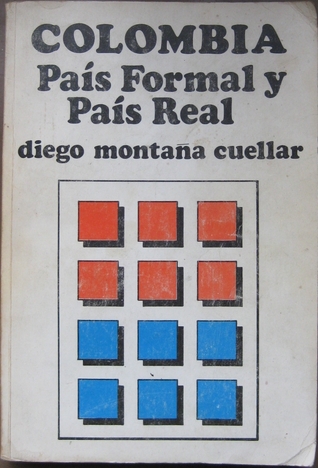 COLOMBIA
País Formal y
País Real
diego montaña cuellar